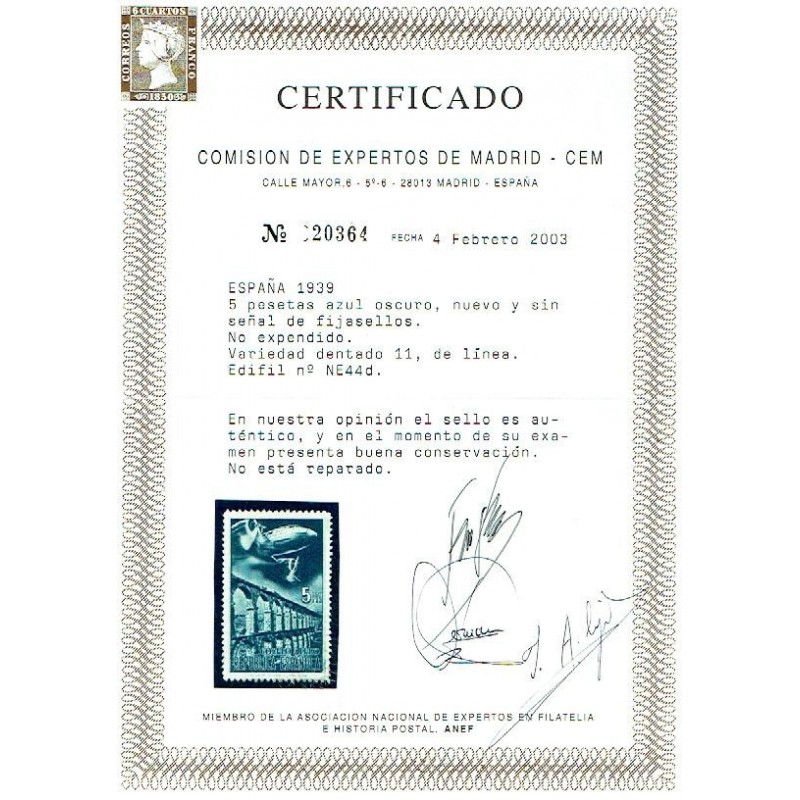 6 CUARTOS
CORREOS
FRANCO
1850
CERTIFICADO
COMISION DE EXPERTOS DE MADRID - CEM
CALLE MAYOR, 6 - 5º-6 - 28013 MADRID - ESPAÑA
Nº 020364 FECHA 4 Febrero 2003
ESPAÑA 1939
5 pesetas azul oscuro, nuevo y sin
señal de fijasellos.
No expendido.
Variedad dentado 11, de línea.
Edifil nº NE44d.
En nuestra opinión el sello es au-
téntico, y en el momento de su exa-
men presenta buena conservación.
No está reparado.
5 PTS
REPUBLICA ESPAÑOLA
MIEMBRO DE LA ASOCIACION NACIONAL DE EXPERTOS EN FILATELIA
E HISTORIA POSTAL. ANEF